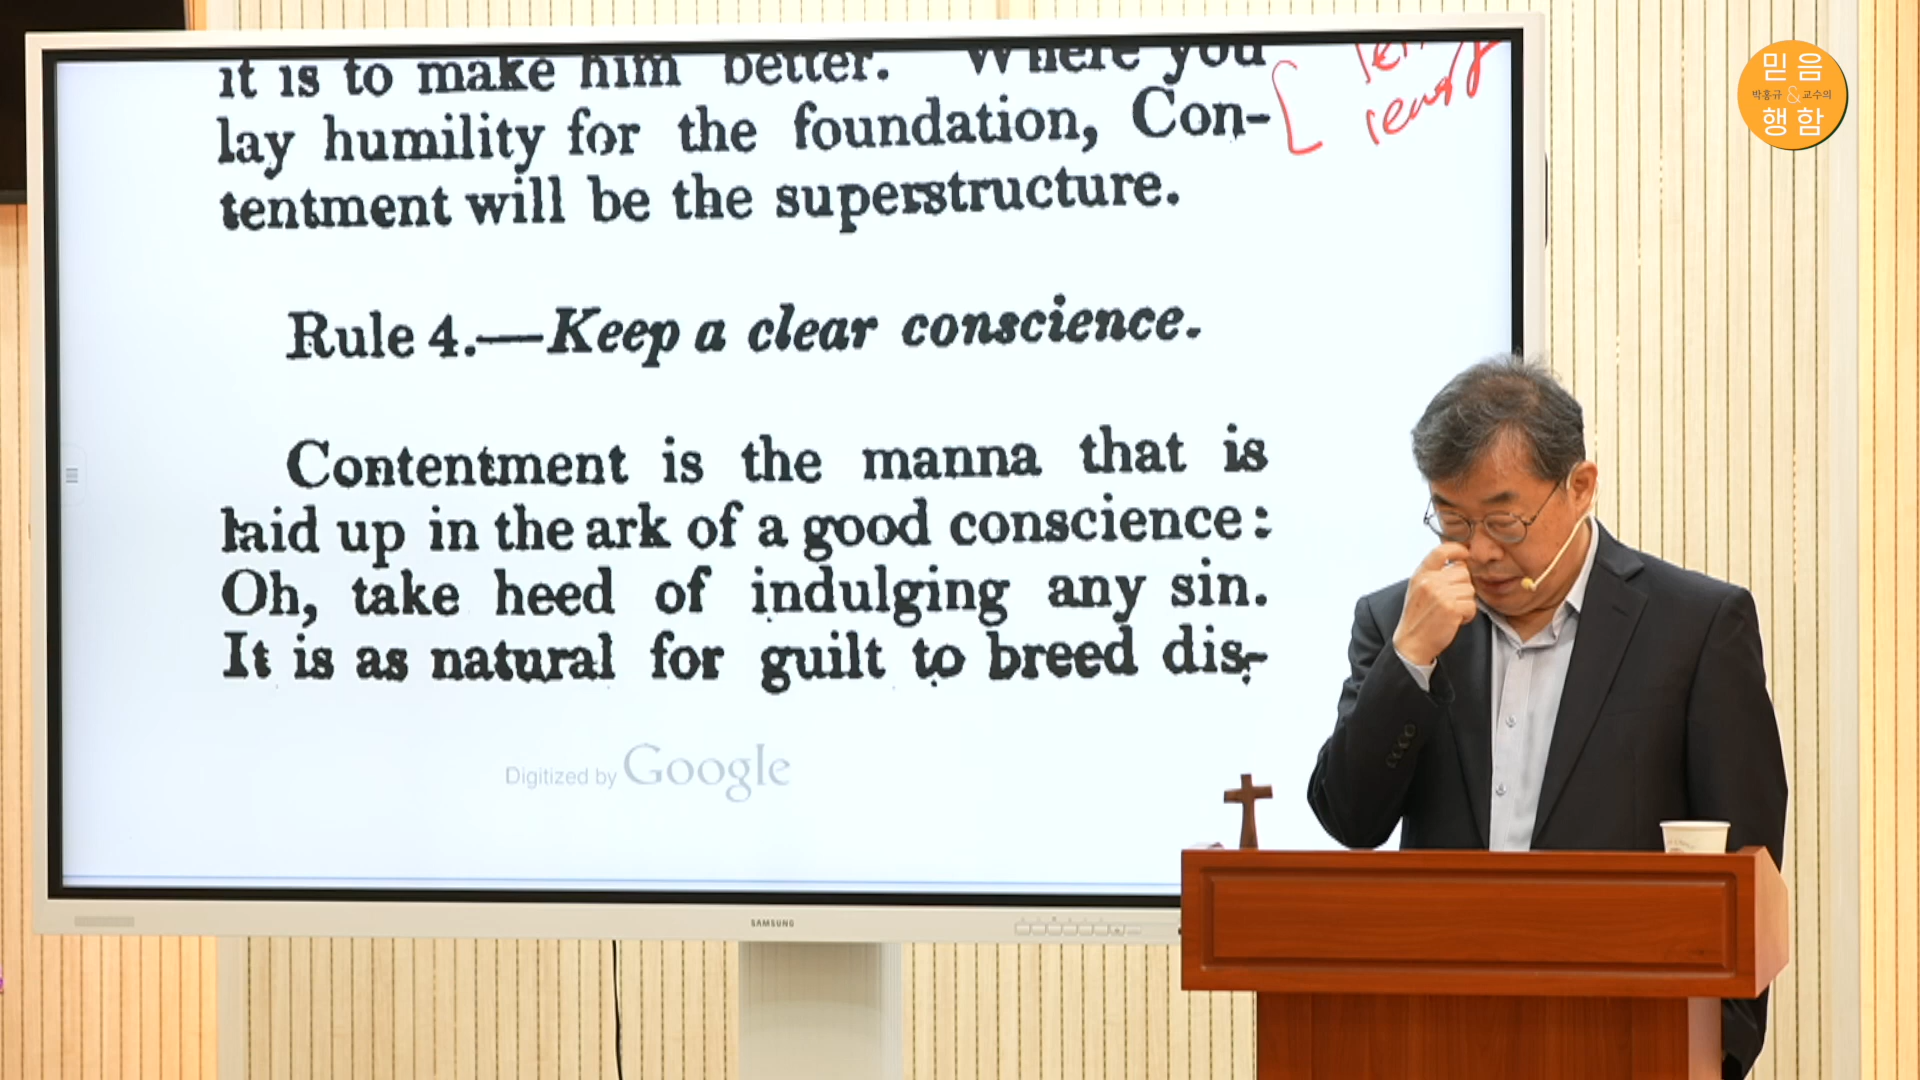 it is to make him better. Where you
lay humility for the foundation, Con-
tentment will be the superstructure.
Rule 4.—Keep a clear conscience.
Contentment is the manna that is
laid up in the ark of a good conscience:
Oh, take heed of indulging any sin.
It is as natural for guilt to breed dis-
Digitized by Google
SAMSUNG
믿음
박홍규 & 교수의
행함